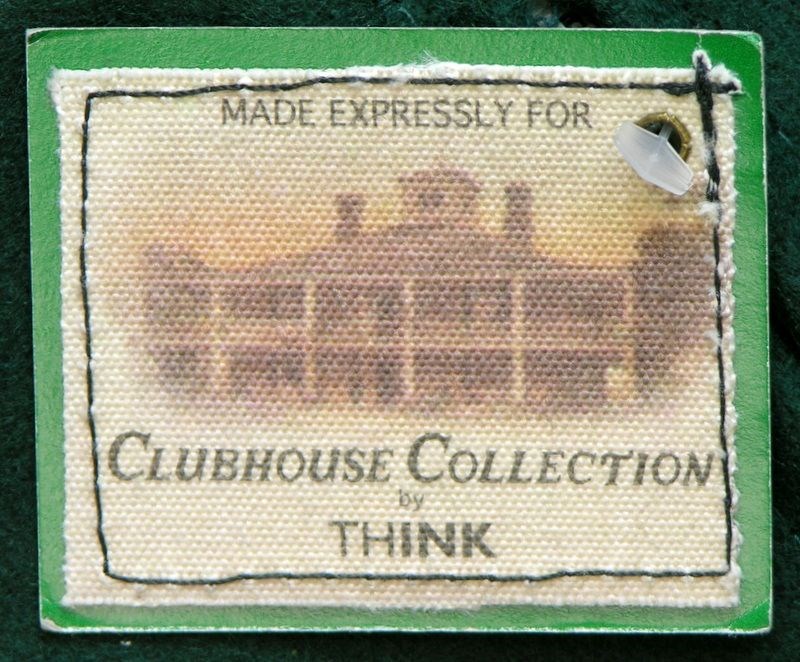 MADE EXPRESSLY FOR
CLUBHOUSE COLLECTION
by
THINK